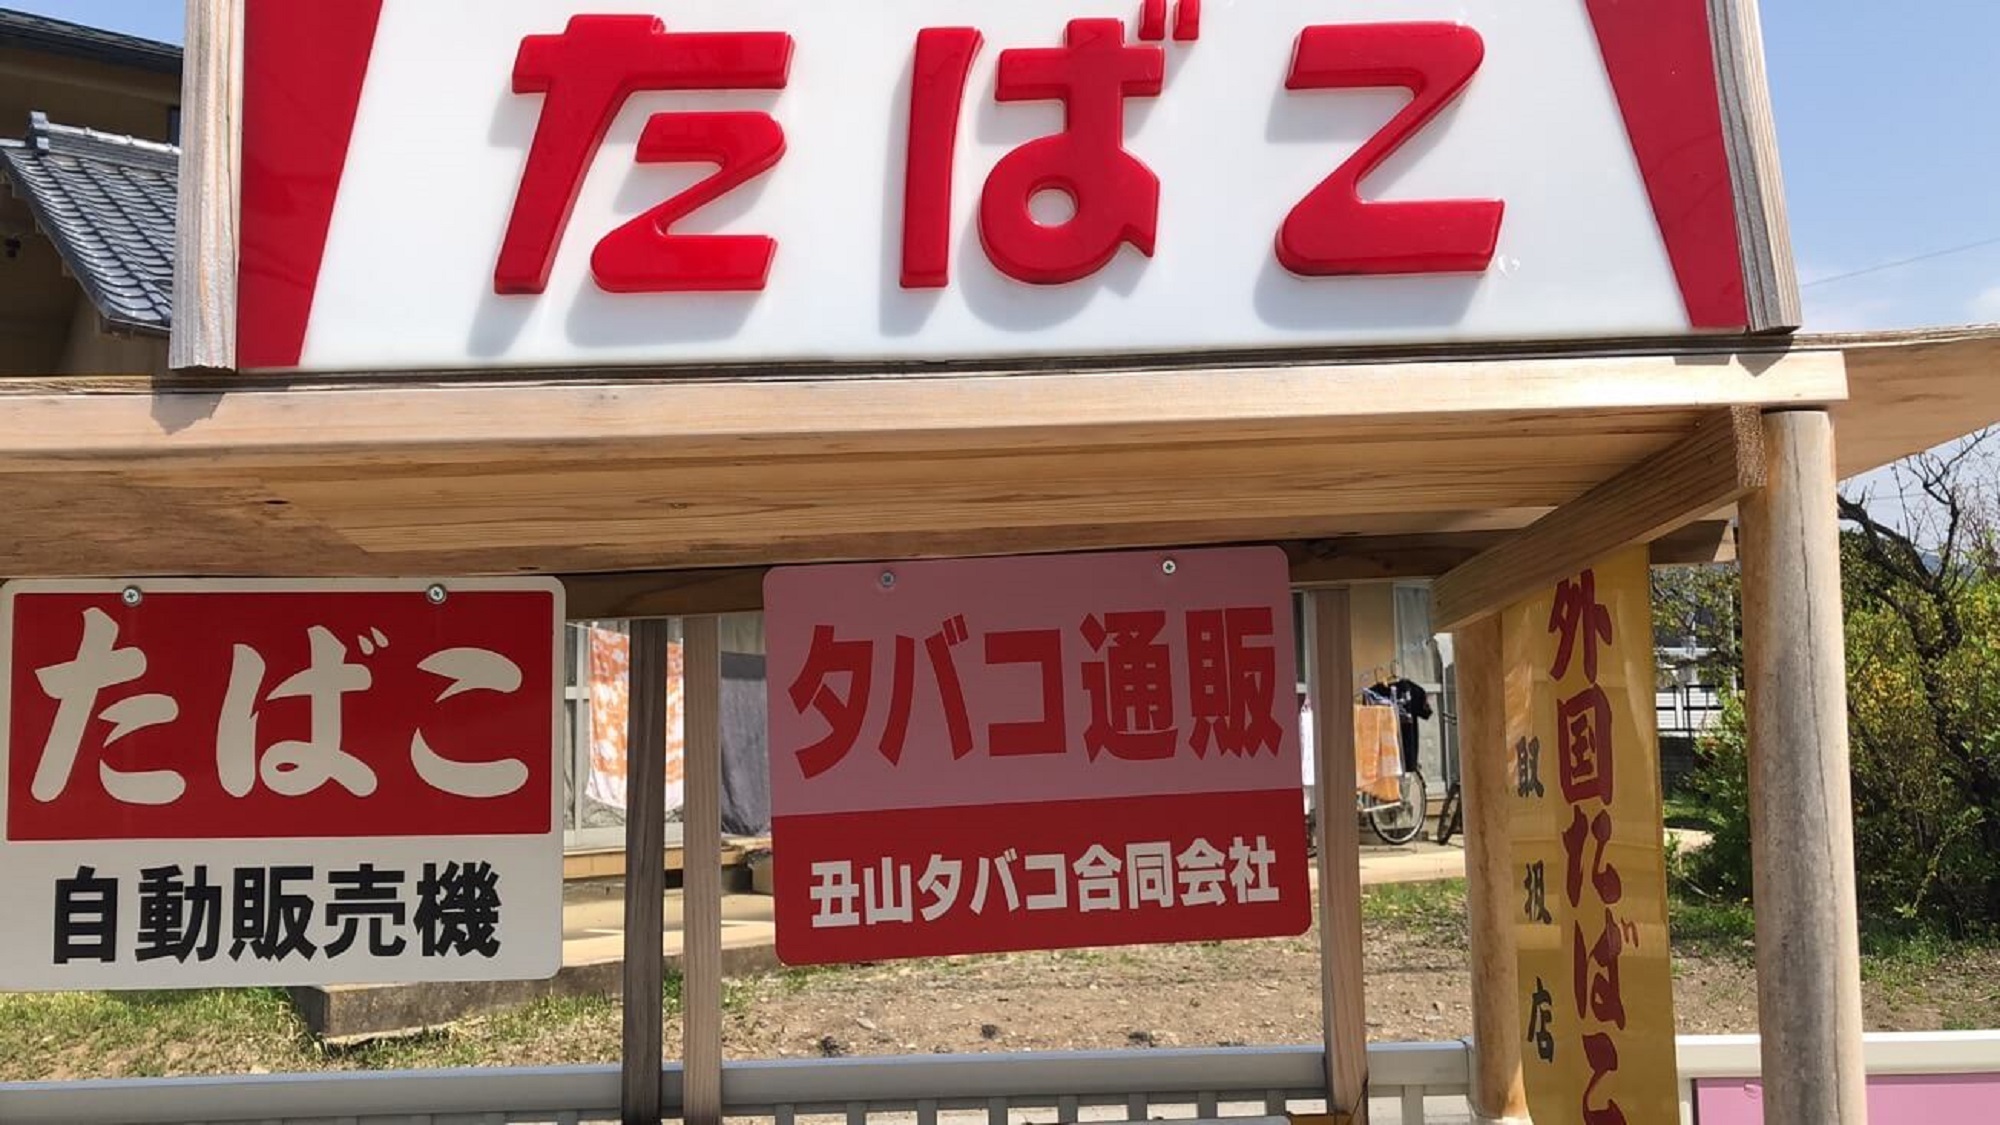 たばこ
たばこ
自動販売機
タバコ通販
丑山タバコ合同会社
外国たばこ
取扱店